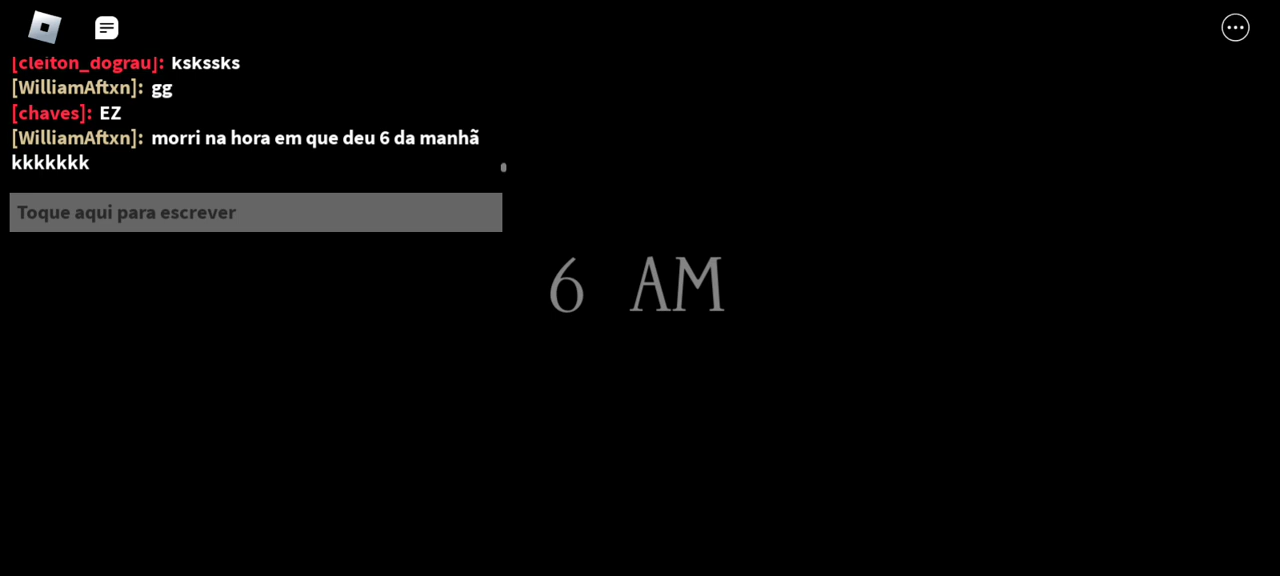 [cleiton_dograu]: kskssks
[WilliamAftxn]: gg
[chaves]: EZ
[WilliamAftxn]: morri na hora em que deu 6 da manhã
kkkkkkk
Toque aqui para escrever
6 AM